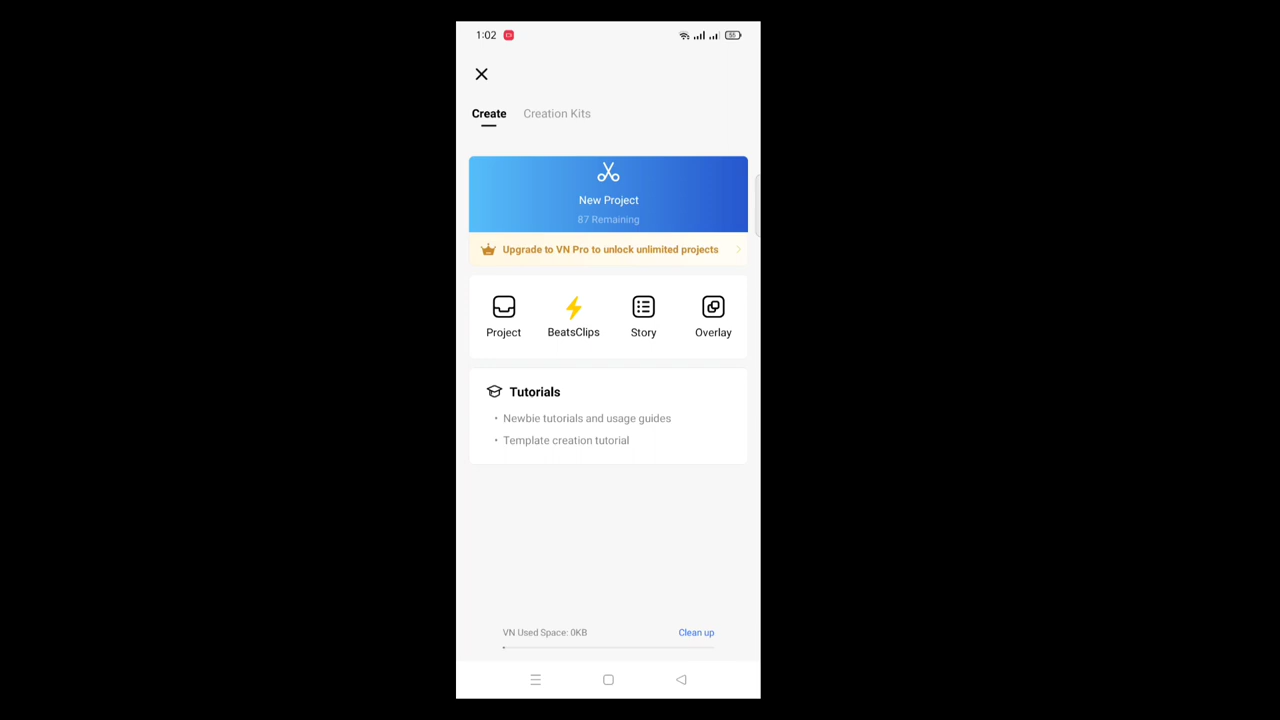 1:02
55
Create
Creation Kits
New Project
87 Remaining
Upgrade to VN Pro to unlock unlimited projects
Project
BeatsClips
Story
Overlay
Tutorials
• Newbie tutorials and usage guides
• Template creation tutorial
VN Used Space: 0KB
Clean up